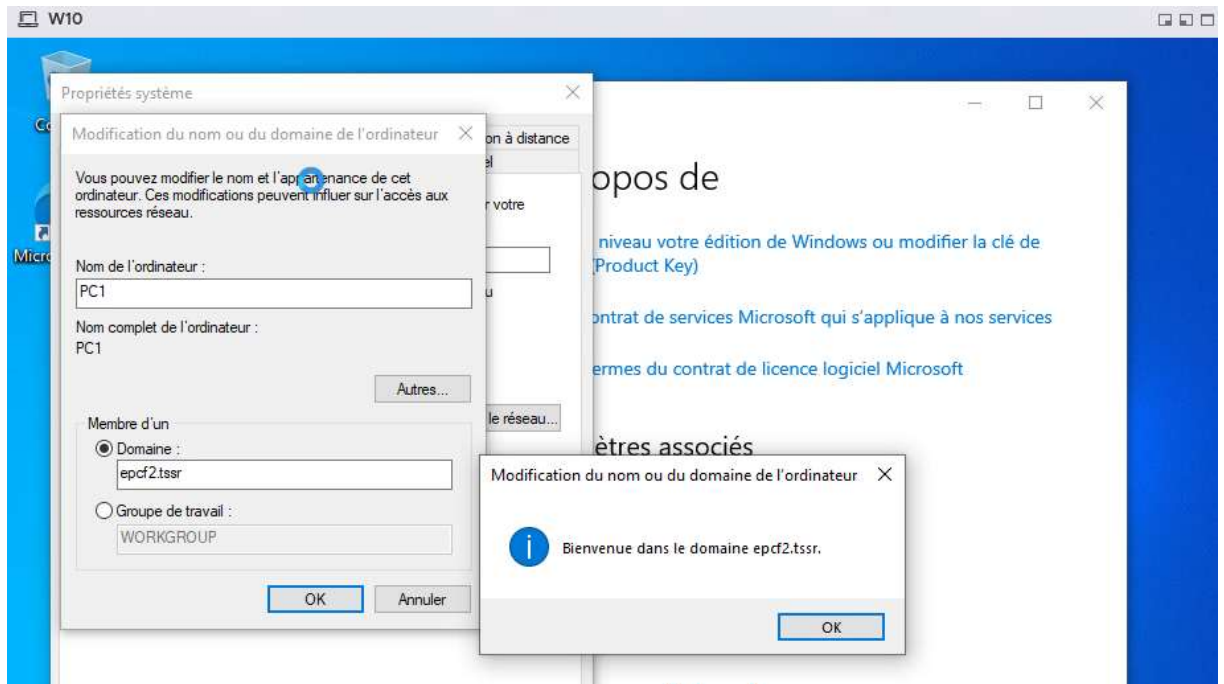 W10
Propriétés système
on à distance
el
Modification du nom ou du domaine de l'ordinateur
Vous pouvez modifier le nom et l'appartenance de cet
ordinateur. Ces modifications peuvent influer sur l'accès aux
ressources réseau.
r votre
Nom de l'ordinateur :
PC1
u
Nom complet de l'ordinateur :
PC1
Autres...
le réseau...
Membre d'un
Domaine :
epcf2.tssr
Groupe de travail :
WORKGROUP
OK
Annuler
opos de
niveau votre édition de Windows ou modifier la clé de
(Product Key)
ontrat de services Microsoft qui s'applique à nos services
ermes du contrat de licence logiciel Microsoft
ètres associés
Modification du nom ou du domaine de l'ordinateur
Bienvenue dans le domaine epcf2.tssr.
OK
Co
Micro